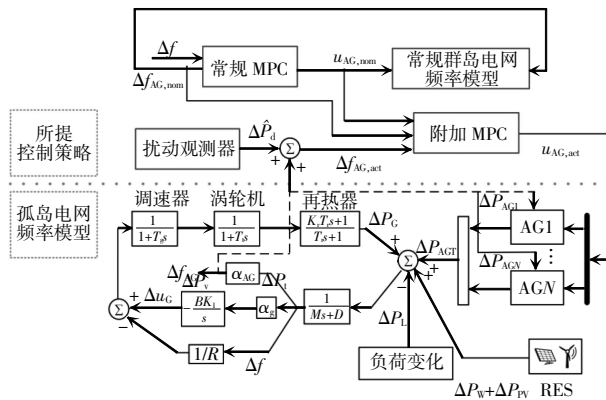 Δf
常规 MPC
u_AG,nom
常规群岛电网
频率模型
Δf_AG,nom
所提
控制策略
扰动观测器
ΔP̂_d
+
Σ
+
Δf_AG,act
附加 MPC
u_AG,act
孤岛电网
频率模型
调速器
涡轮机
再热器
1
1+T_g s
1
1+T_t s
K_r T_r s+1
T_r s+1
ΔP_G
ΔP_AGT
ΔP_AG1
AG1
ΔP_AGN
⋮
AGN
Δf_AG
α_AG
ΔP_v
ΔP_t
+
Σ
−
Δu_G
−BK_1
s
α_g
1
Ms+D
+
Σ
+
+
−
1/R
Δf
ΔP_L
负荷变化
ΔP_W+ΔP_PV
RES